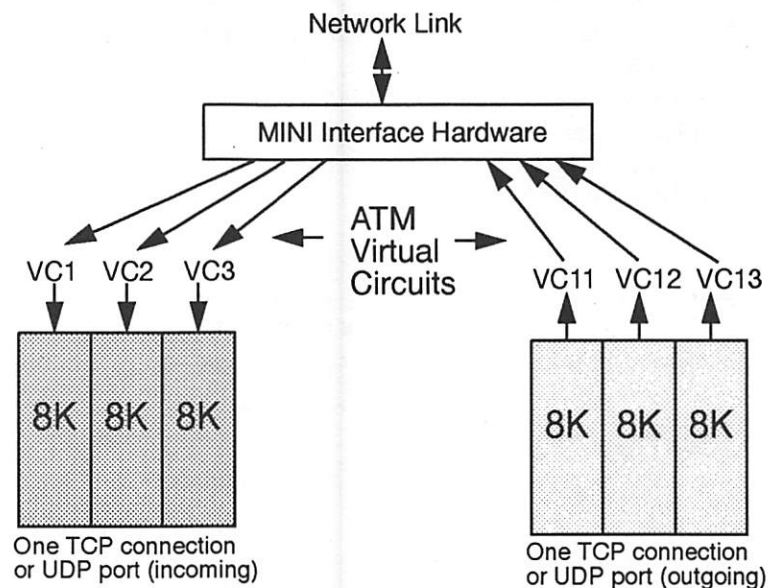 Network Link
MINI Interface Hardware
ATM
Virtual
Circuits
VC1 VC2 VC3
VC11 VC12 VC13
8K 8K 8K
8K 8K 8K
One TCP connection
or UDP port (incoming)
One TCP connection
or UDP port (outgoing)